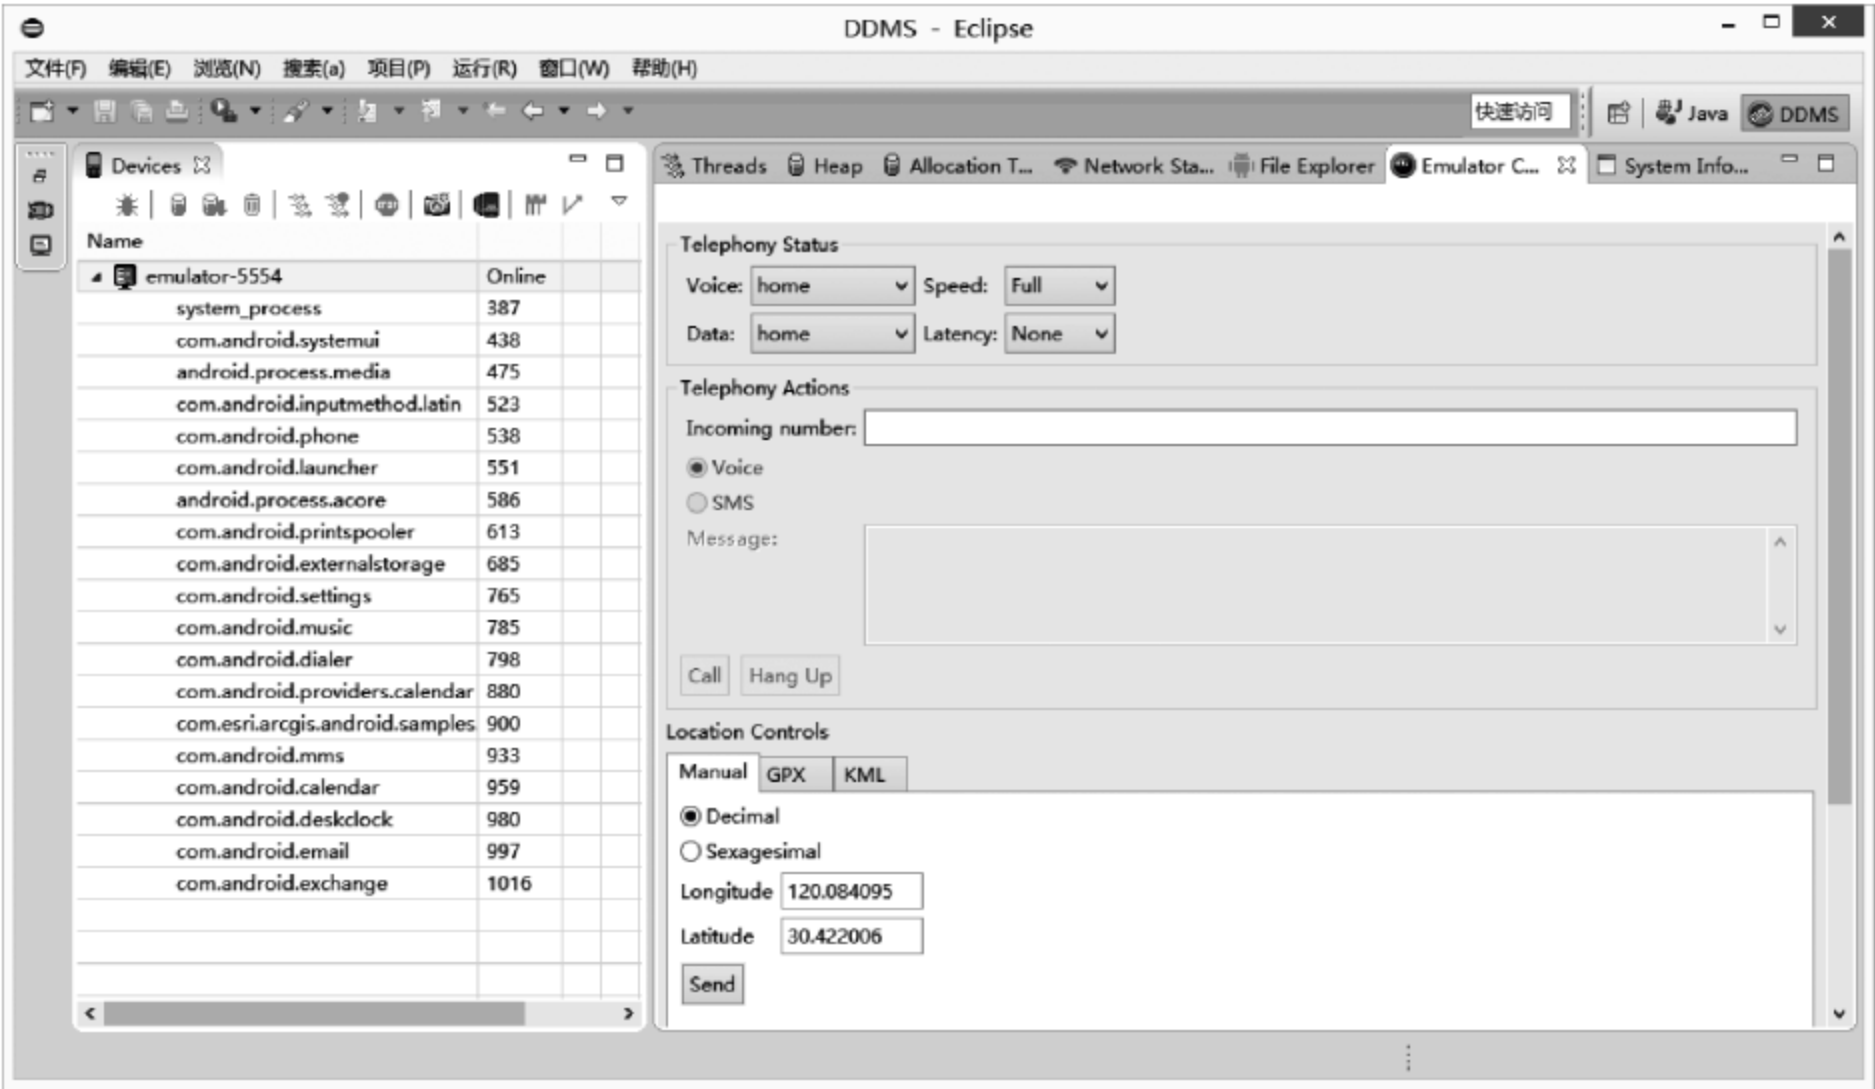 DDMS - Eclipse
文件(F) 编辑(E) 浏览(N) 搜索(a) 项目(P) 运行(R) 窗口(W) 帮助(H)
快速访问 Java DDMS
Devices
Threads Heap Allocation T... Network Sta... File Explorer Emulator C... System Info...
Name
emulator-5554 Online
system_process 387
com.android.systemui 438
android.process.media 475
com.android.inputmethod.latin 523
com.android.phone 538
com.android.launcher 551
android.process.acore 586
com.android.printspooler 613
com.android.externalstorage 685
com.android.settings 765
com.android.music 785
com.android.dialer 798
com.android.providers.calendar 880
com.esri.arcgis.android.samples. 900
com.android.mms 933
com.android.calendar 959
com.android.deskclock 980
com.android.email 997
com.android.exchange 1016
Telephony Status
Voice: home Speed: Full
Data: home Latency: None
Telephony Actions
Incoming number:
Voice
SMS
Message:
Call Hang Up
Location Controls
Manual GPX KML
Decimal
Sexagesimal
Longitude 120.084095
Latitude 30.422006
Send